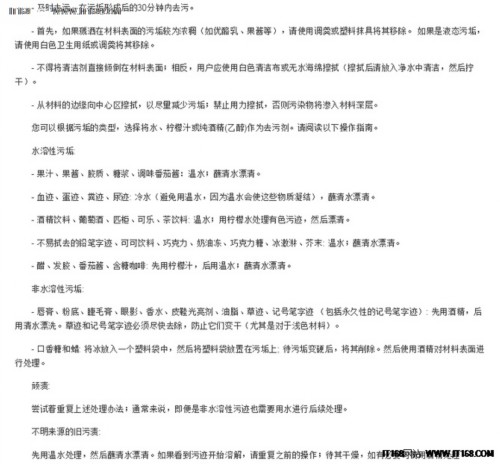 - 及时去污，在污垢形成后的30分钟内去污。
- 首先，如果随洒在材料表面的污垢较为浓稠（如优酪乳、果酱等），请使用调羹或塑料抹具将其移除。 如果是液态污垢，
请使用白色卫生用纸或调羹将其移除。
- 不得将清洁剂直接倾倒在材料表面；相反，用户应使用白色清洁布或无水海绵擦拭（擦拭后请放入净水中清洁，然后拧
干）。
- 从材料的边缘向中心区擦拭，以尽量减少污垢；禁止用力擦拭，否则污染物将渗入材料深层。
您可以根据污垢的类型，选择将水、柠檬汁或纯酒精(乙醇)作为去污剂。请阅读以下操作指南。
水溶性污垢：
- 果汁、果酱、胶质、糖浆、调味番茄酱：温水；蘸清水漂清。
- 血迹、蛋迹、粪迹、尿迹: 冷水（避免用温水，因为温水会使这些物质凝结），蘸清水漂清。
- 酒精饮料、葡萄酒、匹柜、可乐、茶饮料: 温水；用柠檬水处理有色污迹，然后漂清。
- 不易拭去的铅笔字迹、可可饮料、巧克力、奶油冻、巧克力糖、冰激淋、芥末: 温水；蘸清水漂清。
- 醋、发胶、番茄酱、含糖咖啡: 先用柠檬汁，后用温水；蘸清水漂清。
非水溶性污垢:
- 唇膏、粉底、睫毛膏、眼影、香水、皮鞋光亮剂、油脂、草迹、记号笔字迹 （包括永久性的记号笔字迹）: 先用酒精，后
用清水漂洗。草迹和记号笔字迹必须尽快去除，防止它们变干（尤其是对于浅色材料）。
- 口香糖和蜡: 将冰放入一个塑料袋中，然后将塑料袋放置在污垢上: 待污垢变硬后，将其削除。然后使用酒精对材料表面进
行处理。
顽渍:
尝试着重复上述处理办法；通常来说，即便是非水溶性污迹也需要用水进行后续处理。
不明来源的旧污渍:
先用温水处理，然后蘸清水漂清。如果看到污迹开始溶解，请重复之前的操作；待其干燥，如有
IT168网站 WWW.IT168.COM